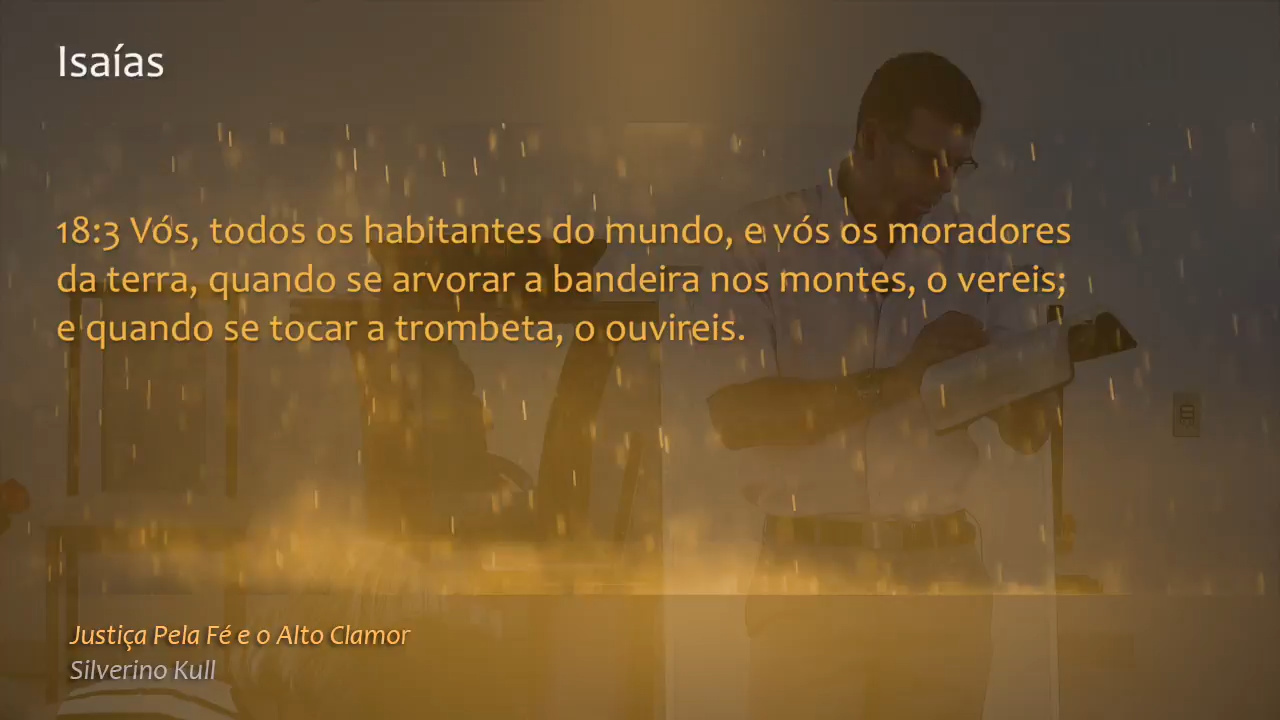 Isaías
18:3 Vós, todos os habitantes do mundo, e vós os moradores
da terra, quando se arvorar a bandeira nos montes, o vereis;
e quando se tocar a trombeta, o ouvireis.
Justiça Pela Fé e o Alto Clamor
Silverino Kull